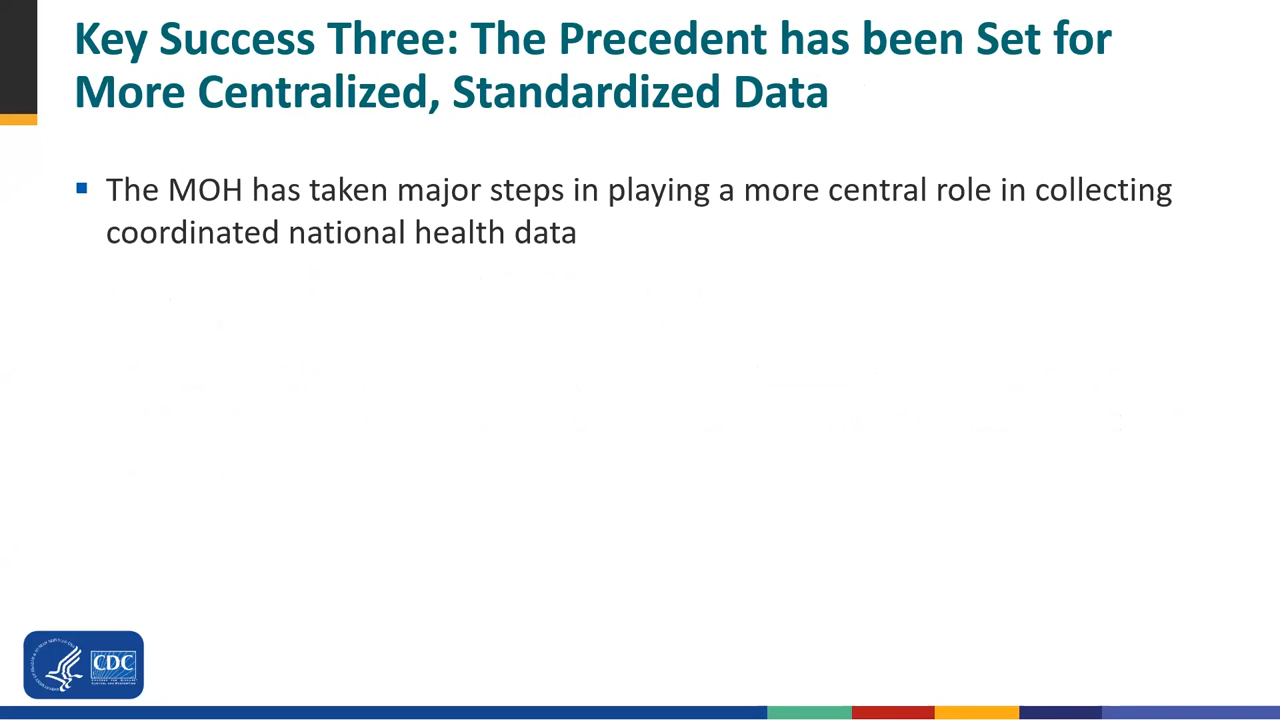 Key Success Three: The Precedent has been Set for
More Centralized, Standardized Data
The MOH has taken major steps in playing a more central role in collecting
coordinated national health data
CDC